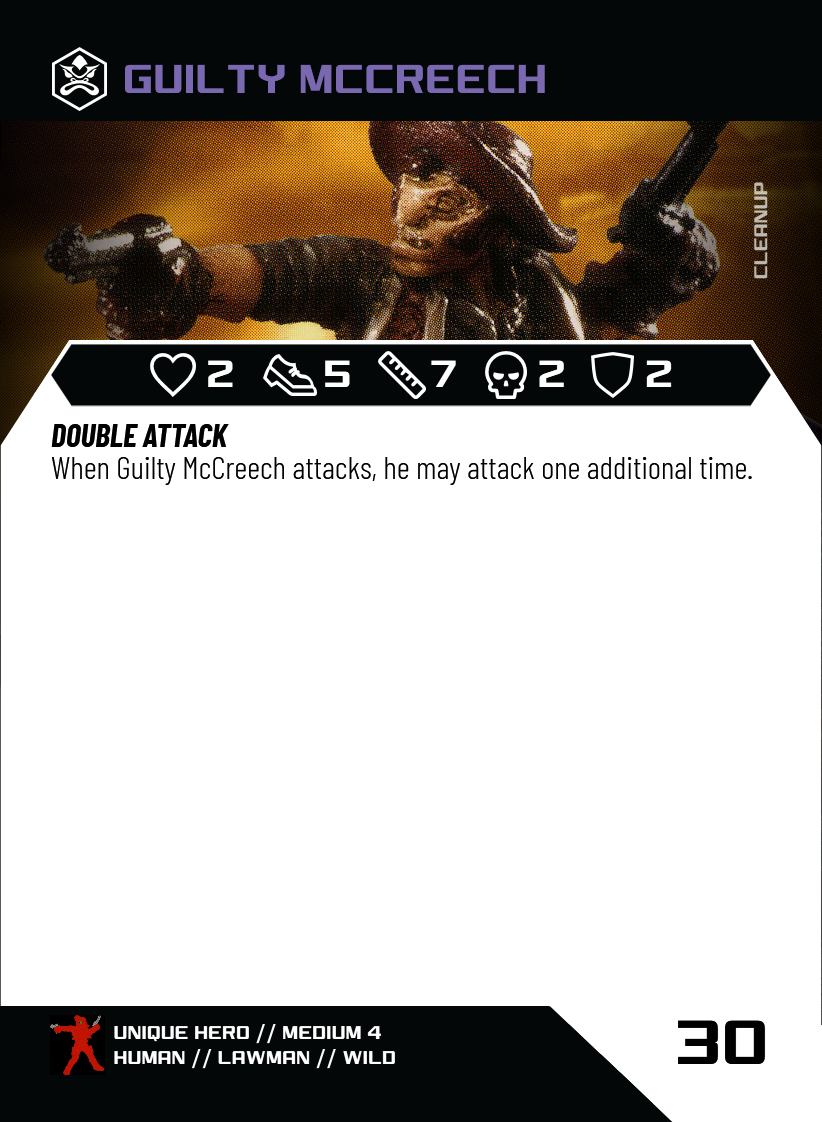 GUILTY MCCREECH
CLEANUP
2 5 7 2 2
DOUBLE ATTACK
When Guilty McCreech attacks, he may attack one additional time.
UNIQUE HERO // MEDIUM 4
HUMAN // LAWMAN // WILD
30